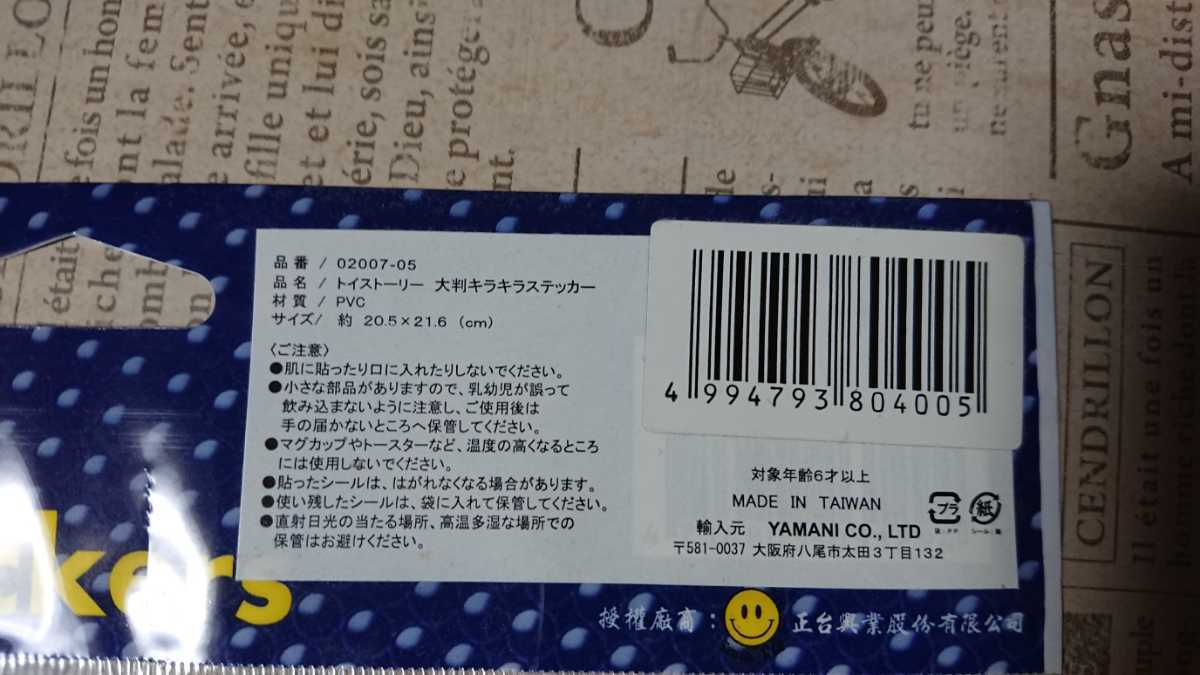 品番 / 02007-05
品名 / トイストーリー 大判キラキラステッカー
材質 / PVC
サイズ/ 約 20.5×21.6 (cm)
〈ご注意〉
●肌に貼ったり口に入れたりしないでください。
●小さな部品がありますので、乳幼児が誤って
飲み込まないように注意し、ご使用後は
手の届かないところへ保管してください。
●マグカップやトースターなど、温度の高くなるところ
には使用しないでください。
●貼ったシールは、はがれなくなる場合があります。
●使い残したシールは、袋に入れて保管してください。
●直射日光の当たる場所、高温多湿な場所での
保管はお避けください。
4 994793 804005
対象年齢6才以上
MADE IN TAIWAN
プラ
紙
輸入元 YAMANI CO., LTD
〒581-0037 大阪府八尾市太田3丁目132
kers
授權廠商：正台興業股份有限公司
fois un hom
ent la fem
arrivée, e
fille uniqu
et et lui di
érie, sois sa
Dieu, ainsi
e protége
nt.
tu ne peu
Gnas
A mi-dist
CENDRILLON
Il était une fois un
était